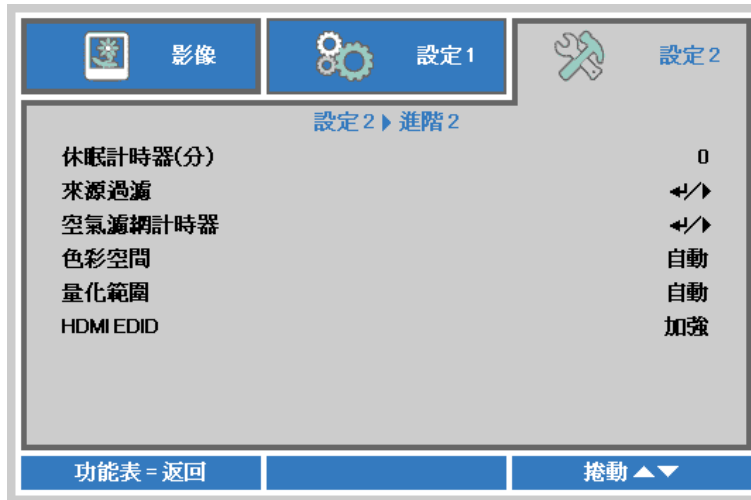 影像 設定1 設定2
設定2▶進階2
休眠計時器(分) 0
來源過濾 ↵/▶
空氣濾網計時器 ↵/▶
色彩空間 自動
量化範圍 自動
HDMI EDID 加強
功能表 = 返回 捲動▲▼